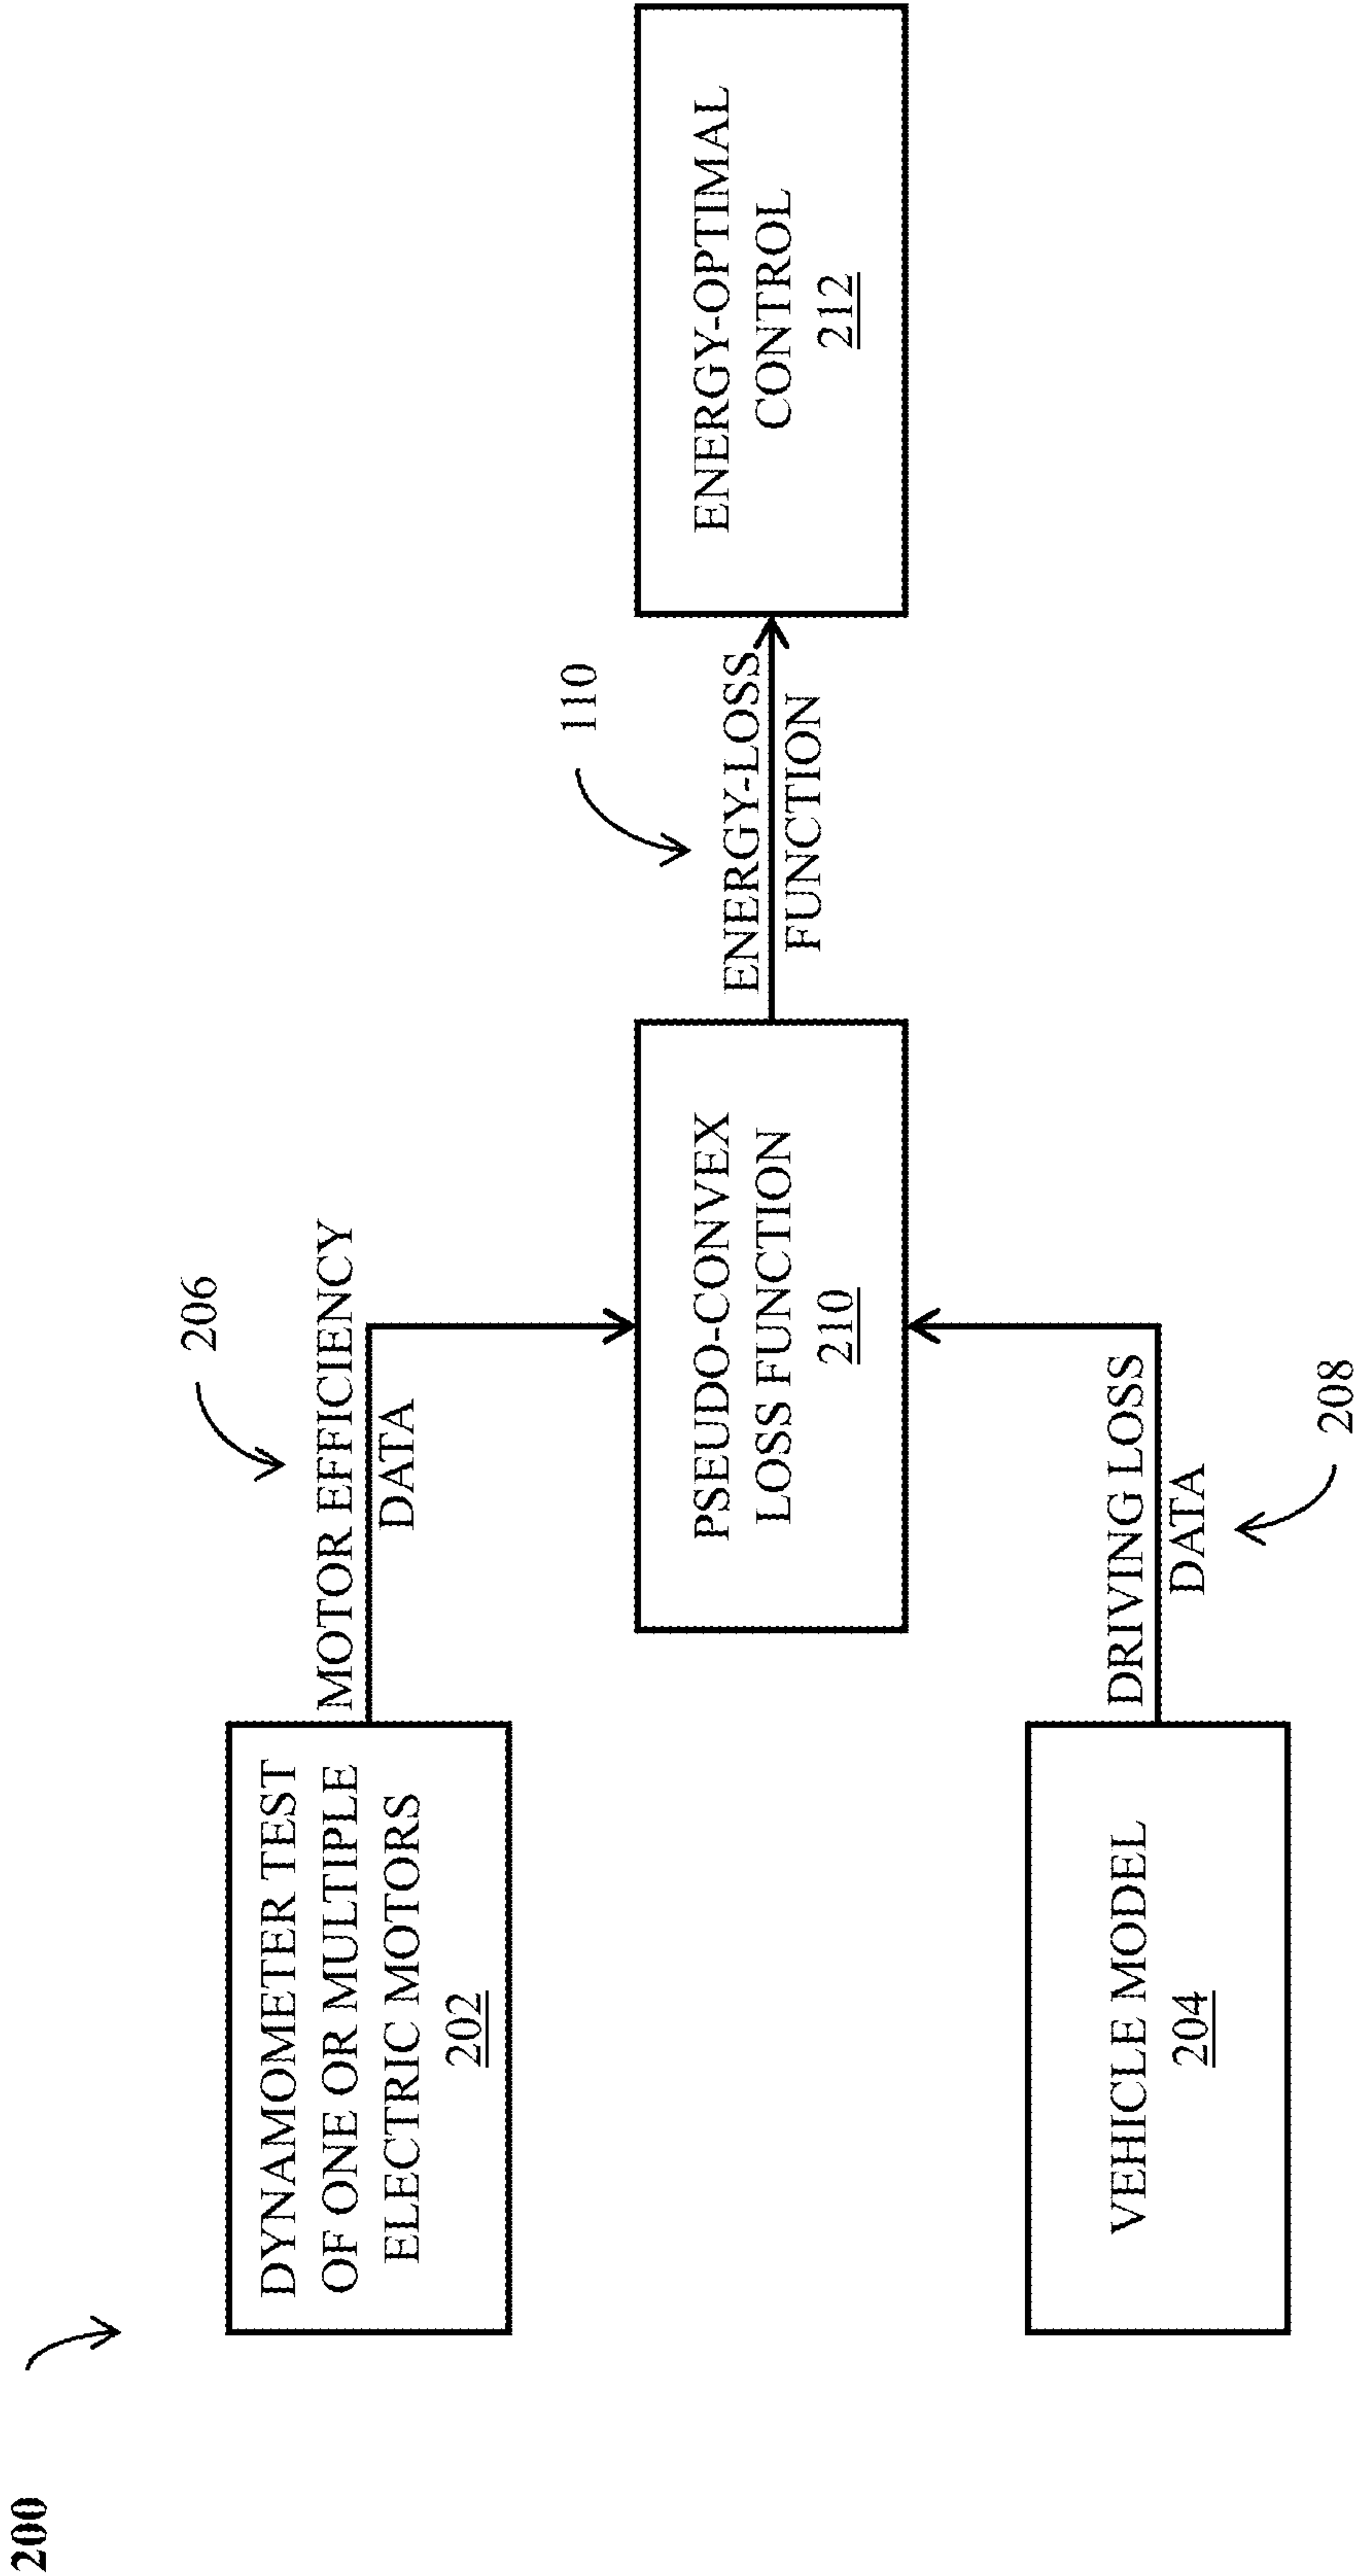 200
DYNAMOMETER TEST
OF ONE OR MULTIPLE
ELECTRIC MOTORS
202
206
MOTOR EFFICIENCY
DATA
VEHICLE MODEL
204
DRIVING LOSS
DATA
208
PSEUDO-CONVEX
LOSS FUNCTION
210
110
ENERGY-LOSS
FUNCTION
ENERGY-OPTIMAL
CONTROL
212